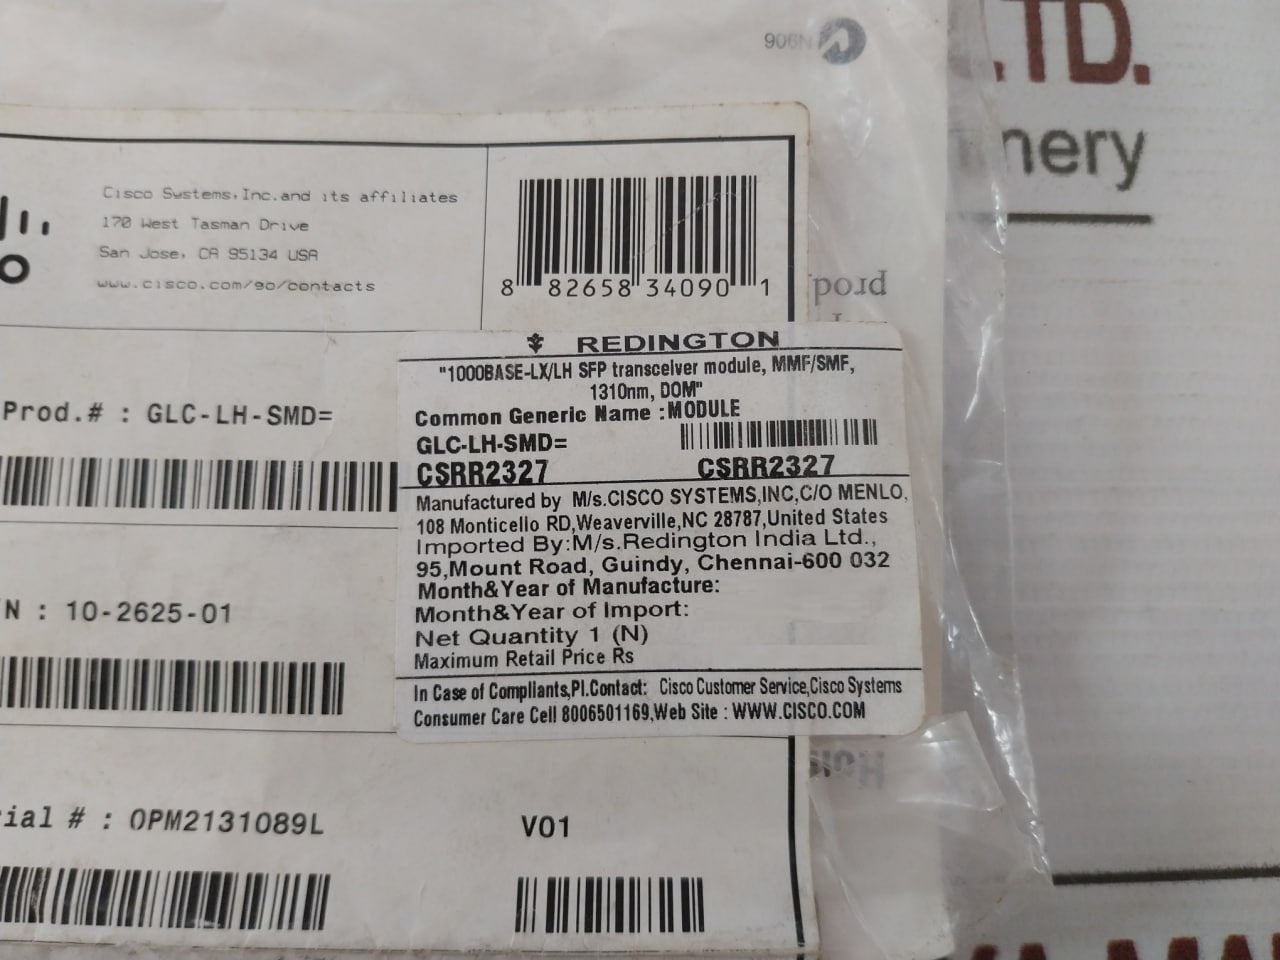 906N
LTD.
nery
Cisco Systems,Inc.and its affiliates
170 West Tasman Drive
San Jose, CA 95134 USA
www.cisco.com/go/contacts
8 82658 34090 1
prod
REDINGTON
"1000BASE-LX/LH SFP transceiver module, MMF/SMF,
1310nm, DOM"
Common Generic Name :MODULE
GLC-LH-SMD=
CSRR2327 CSRR2327
Manufactured by M/s.CISCO SYSTEMS,INC,C/O MENLO,
108 Monticello RD,Weaverville,NC 28787,United States
Imported By:M/s.Redington India Ltd.,
95,Mount Road, Guindy, Chennai-600 032
Month&Year of Manufacture:
Month&Year of Import:
Net Quantity 1 (N)
Maximum Retail Price Rs
In Case of Compliants,Pl.Contact: Cisco Customer Service,Cisco Systems
Consumer Care Cell 8006501169,Web Site : WWW.CISCO.COM
Prod.# : GLC-LH-SMD=
N : 10-2625-01
ial # : OPM2131089L
V01